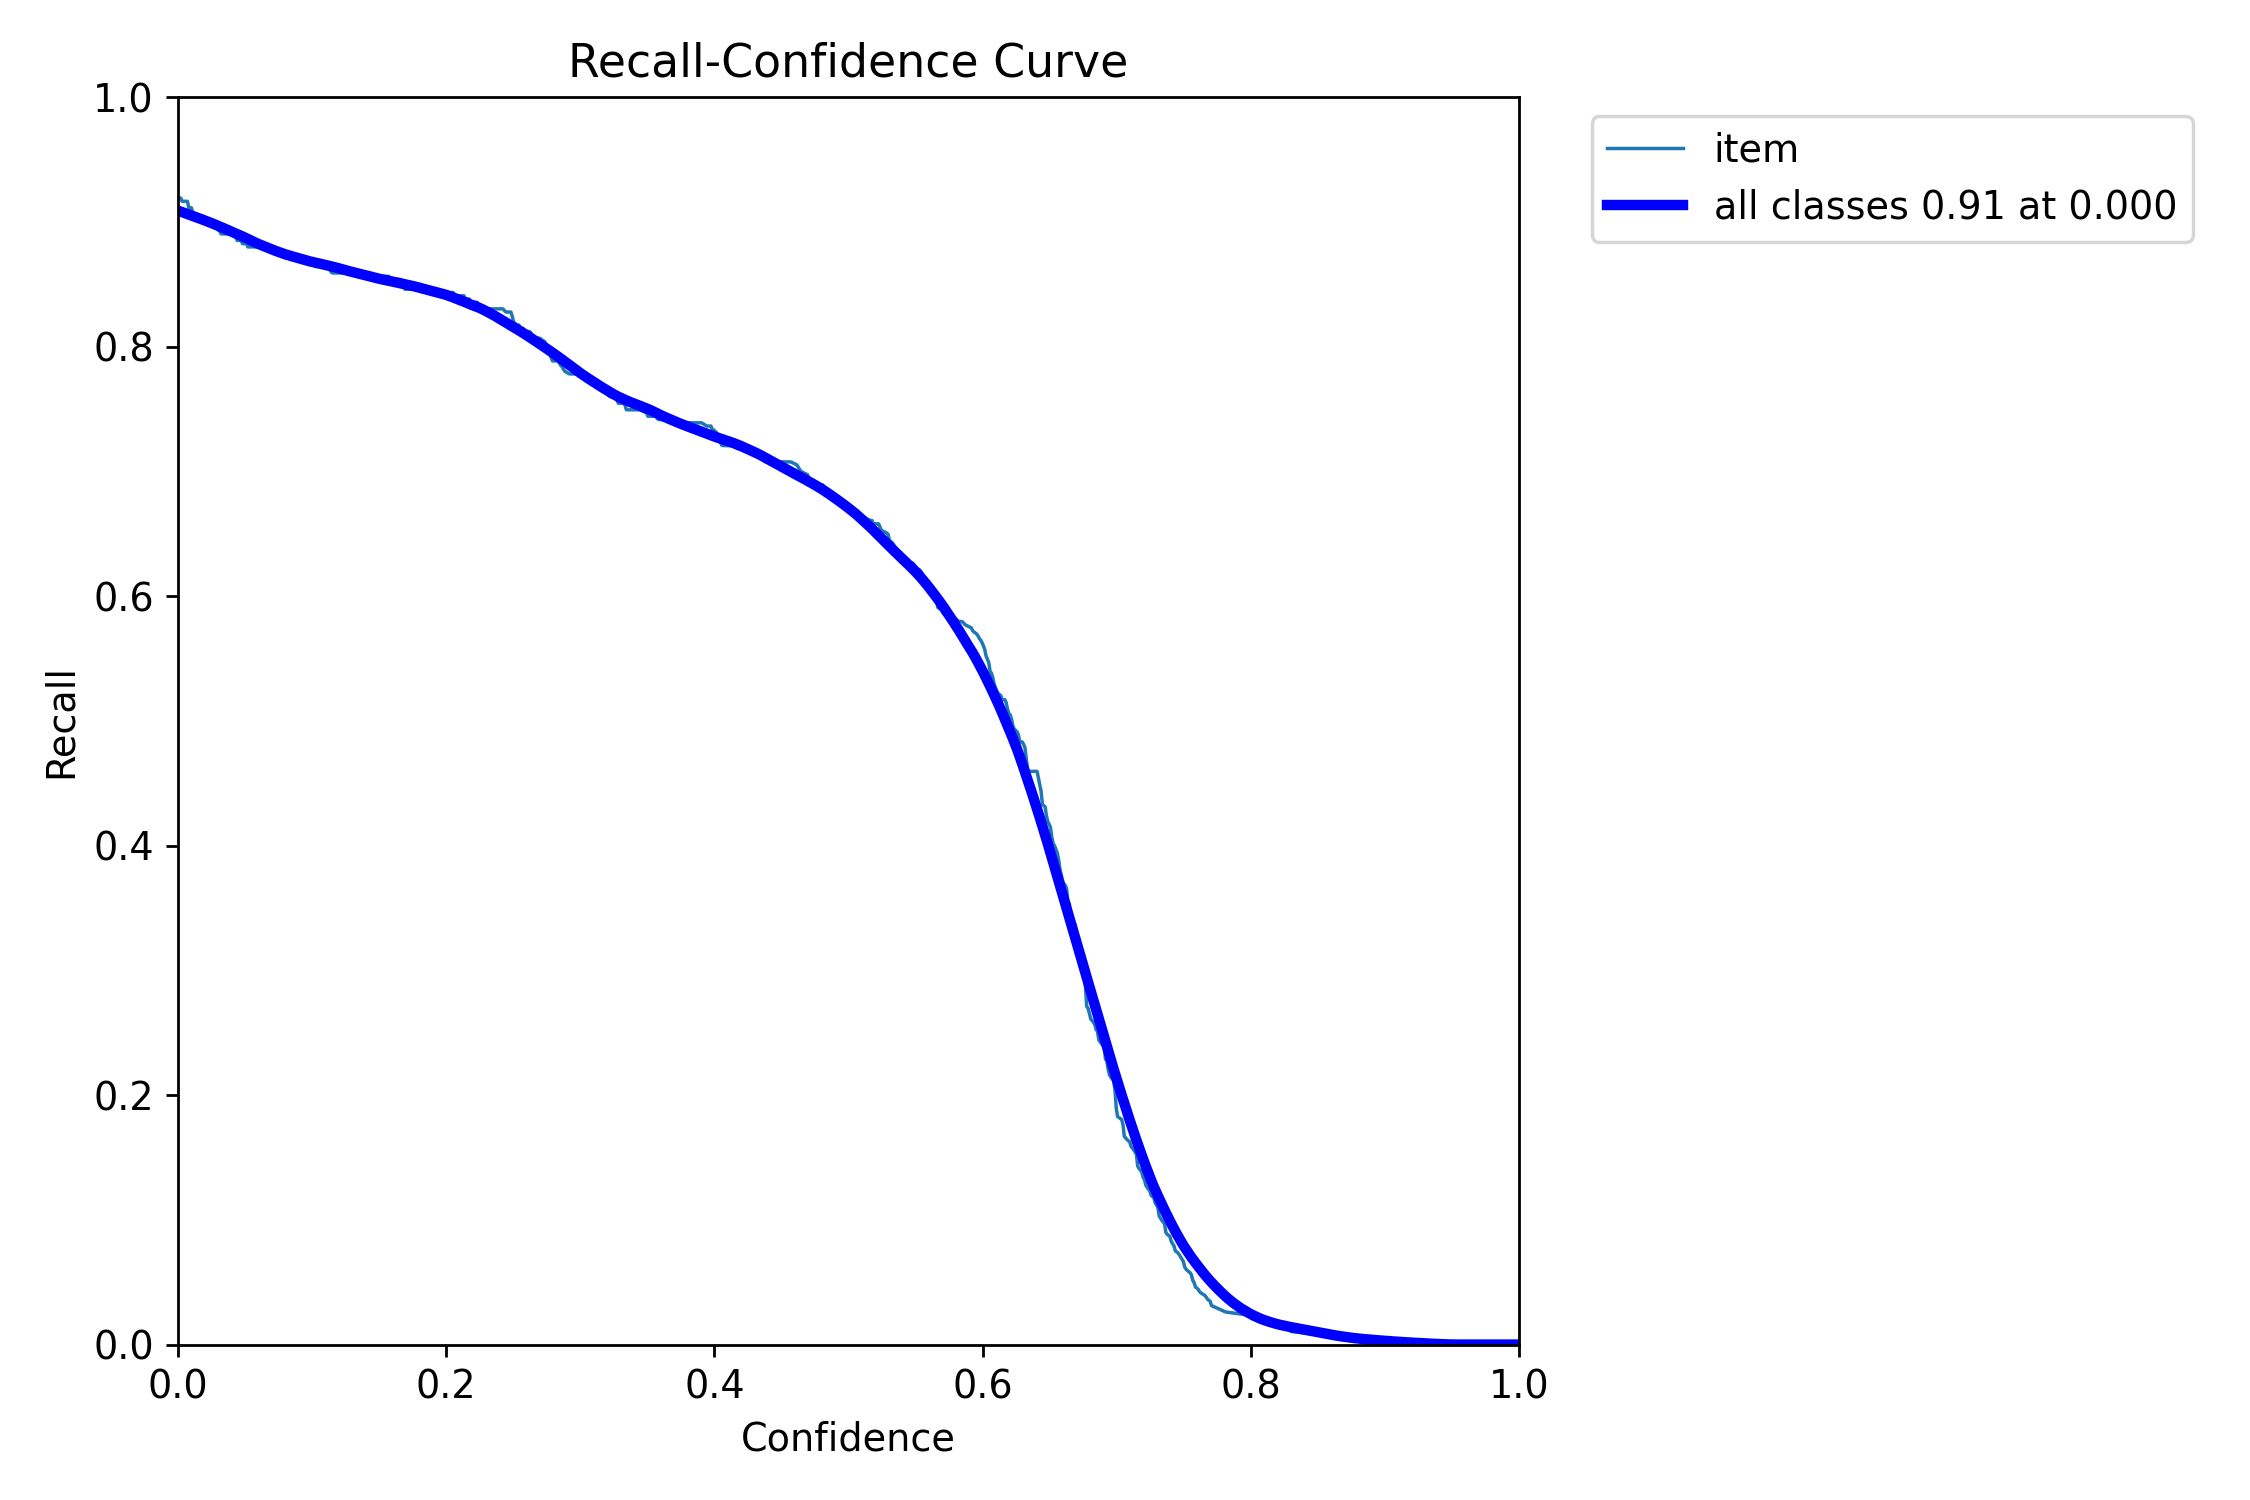 Recall-Confidence Curve
1.0
0.8
0.6
0.4
0.2
0.0
Recall
0.0 0.2 0.4 0.6 0.8 1.0
Confidence
item
all classes 0.91 at 0.000